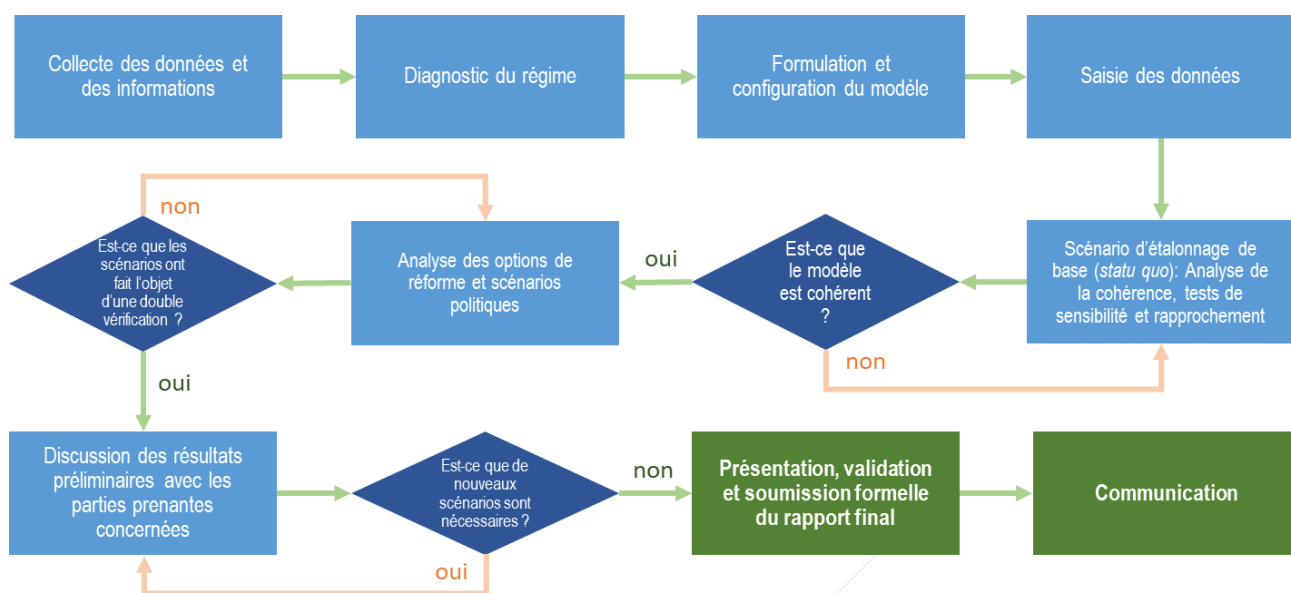 Collecte des données et
des informations
Diagnostic du régime
Formulation et
configuration du modèle
Saisie des données
non
Est-ce que les
scénarios ont
fait l'objet
d'une double
vérification ?
Analyse des options de
réforme et scénarios
politiques
oui
Est-ce que
le modèle
est cohérent
?
Scénario d'étalonnage de
base (statu quo): Analyse de
la cohérence, tests de
sensibilité et rapprochement
non
oui
Discussion des résultats
préliminaires avec les
parties prenantes
concernées
Est-ce que de
nouveaux
scénarios sont
nécessaires ?
non
oui
Présentation, validation
et soumission formelle
du rapport final
Communication